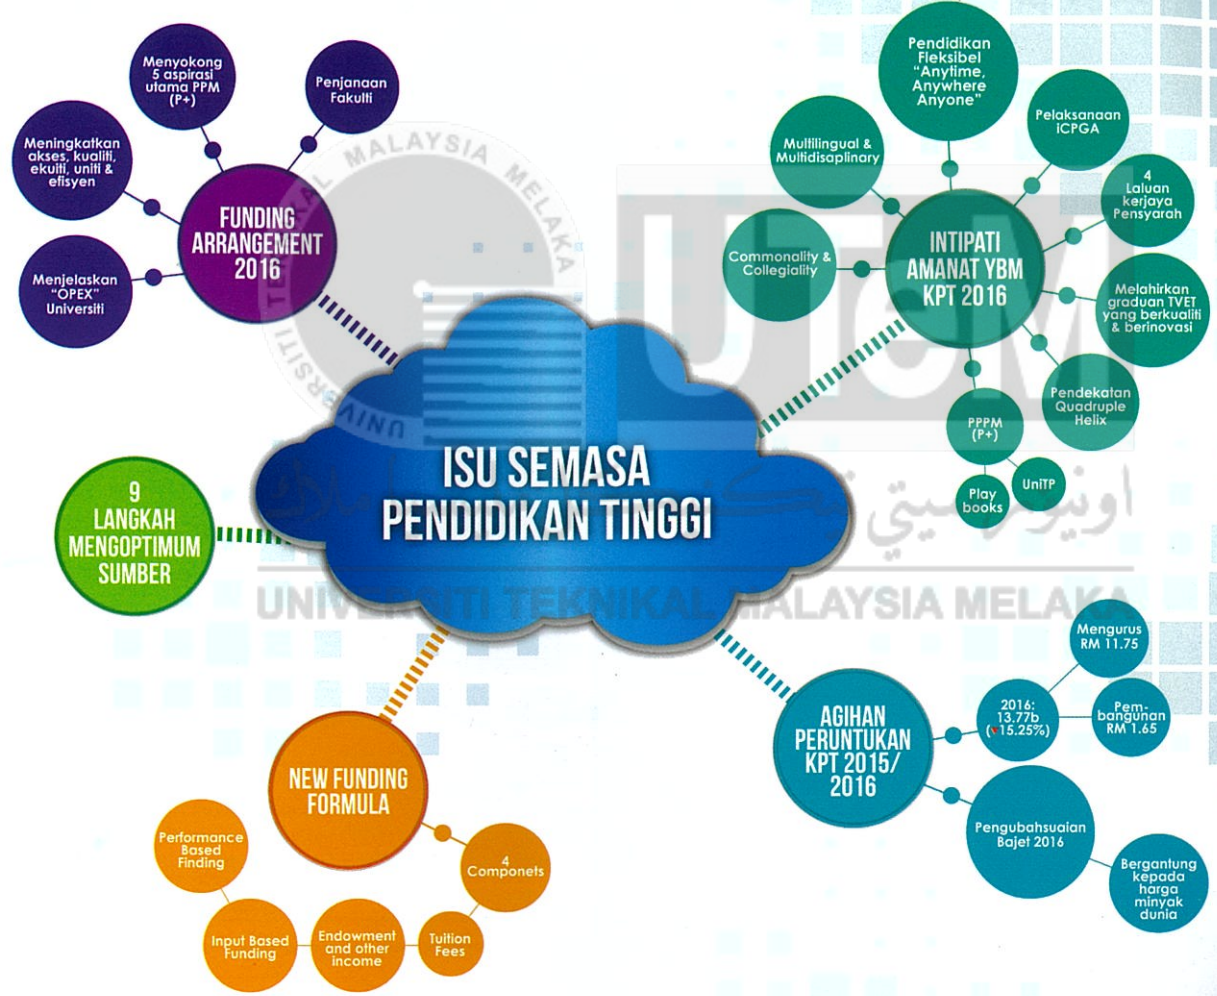 Menyokong
5 aspirasi
utama PPM
(P+)
Penjanaan
Fakulti
Meningkatkan
akses, kualiti,
ekuiti, uniti &
efisyen
Menjelaskan
"OPEX"
Universiti
FUNDING
ARRANGEMENT
2016
Pendidikan
Fleksibel
"Anytime,
Anywhere
Anyone"
Multilingual &
Multidisaplinary
Commonality &
Collegiality
Pelaksanaan
iCPGA
4
Laluan
kerjaya
Pensyarah
INTIPATI
AMANAT YBM
KPT 2016
Melahirkan
graduan TVET
yang berkualiti
& berinovasi
Pendekatan
Quadruple
Helix
PPPM
(P+)
Play
books
UniTP
ISU SEMASA
PENDIDIKAN TINGGI
9
LANGKAH
MENGOPTIMUM
SUMBER
NEW FUNDING
FORMULA
4
Componets
Tuition
Fees
Endowment
and other
income
Input Based
Funding
Performance
Based
Finding
AGIHAN
PERUNTUKAN
KPT 2015/
2016
2016:
13.77b
(▼15.25%)
Mengurus
RM 11.75
Pem-
bangunan
RM 1.65
Pengubahsuaian
Bajet 2016
Bergantung
kepada
harga
minyak
dunia
UNIVERSITI TEKNIKAL MALAYSIA MELAKA
UTeM
UNIVERSITI TEKNIKAL MALAYSIA MELAKA